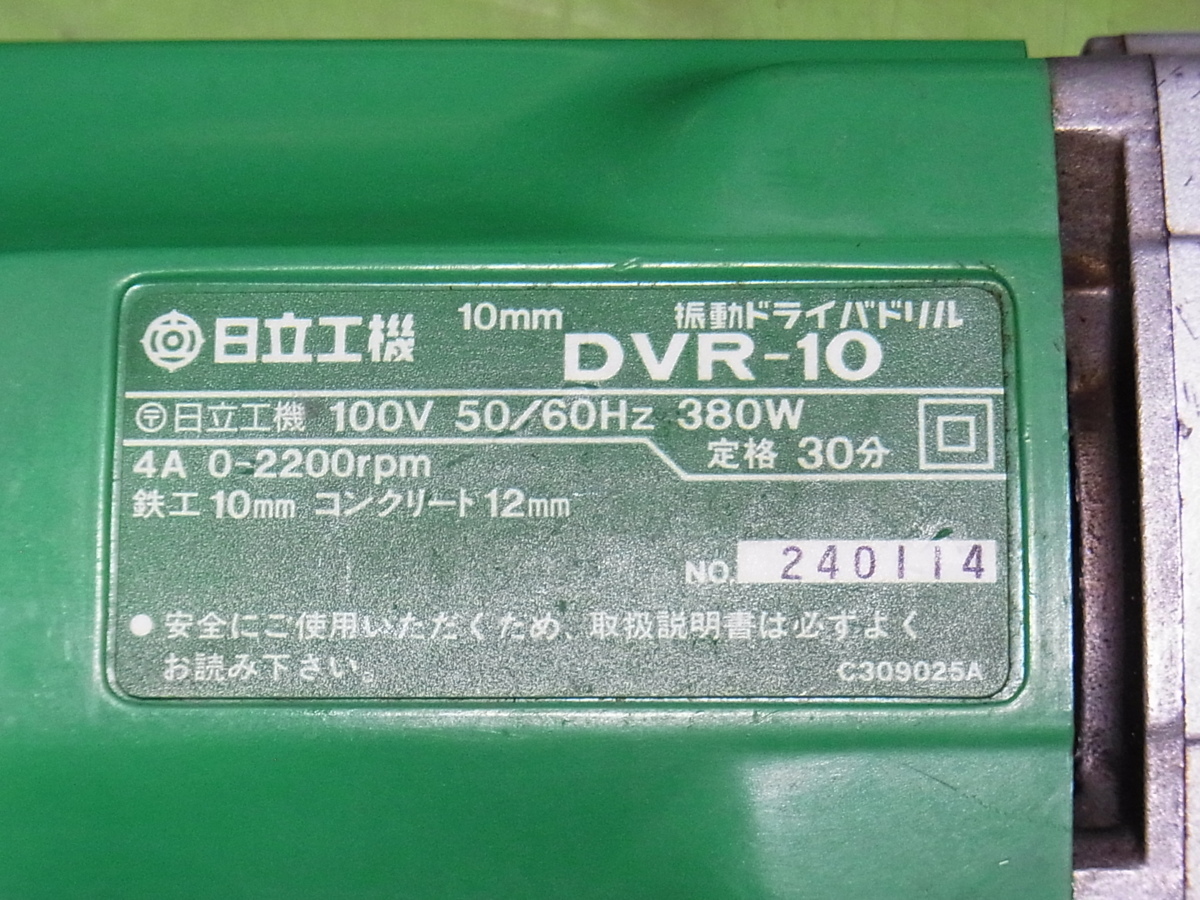 日立工機 10mm 振動ドライバドリル
DVR-10
〒日立工機 100V 50/60Hz 380W
定格 30分
4A 0-2200rpm
鉄工 10mm コンクリート 12mm
NO. 240114
●安全にご使用いただくため、取扱説明書は必ずよく
お読み下さい。
C309025A